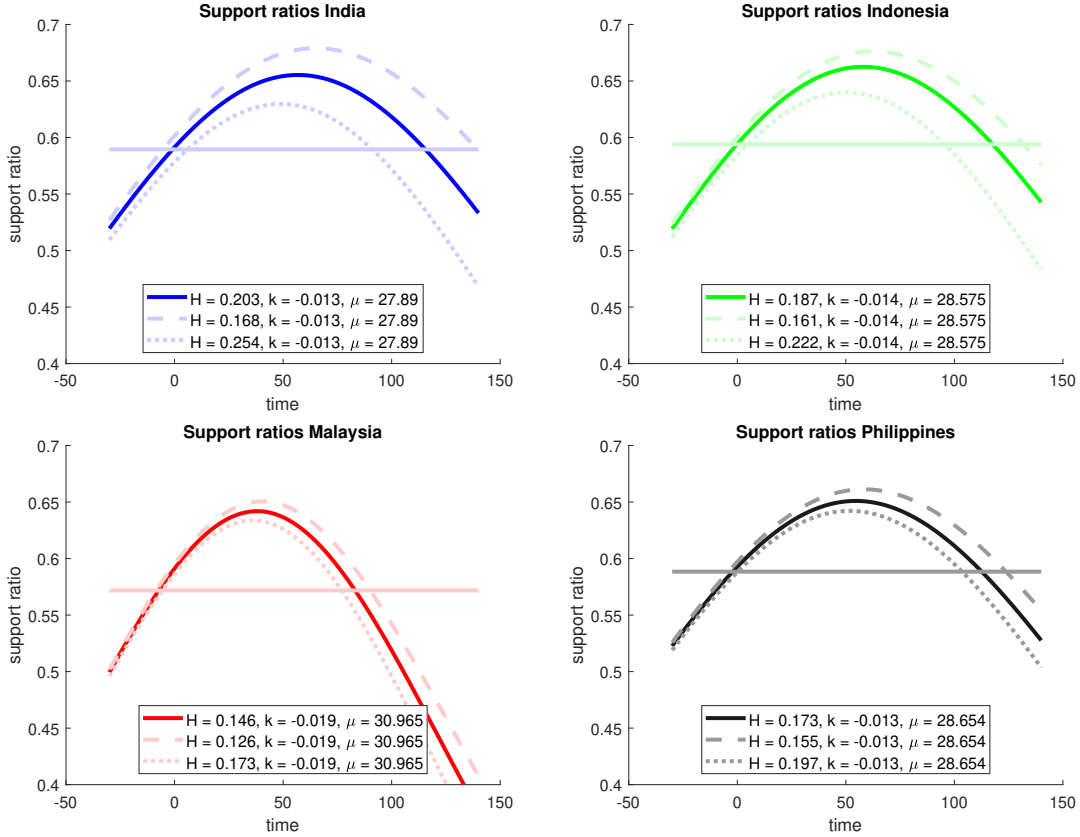 Support ratios India
0.7
0.65
0.6
0.55
0.5
0.45
0.4
support ratio
H = 0.203, k = -0.013, μ = 27.89
H = 0.168, k = -0.013, μ = 27.89
H = 0.254, k = -0.013, μ = 27.89
-50 0 50 100 150
time
Support ratios Indonesia
0.7
0.65
0.6
0.55
0.5
0.45
0.4
support ratio
H = 0.187, k = -0.014, μ = 28.575
H = 0.161, k = -0.014, μ = 28.575
H = 0.222, k = -0.014, μ = 28.575
-50 0 50 100 150
time
Support ratios Malaysia
0.7
0.65
0.6
0.55
0.5
0.45
0.4
support ratio
H = 0.146, k = -0.019, μ = 30.965
H = 0.126, k = -0.019, μ = 30.965
H = 0.173, k = -0.019, μ = 30.965
-50 0 50 100 150
time
Support ratios Philippines
0.7
0.65
0.6
0.55
0.5
0.45
0.4
support ratio
H = 0.173, k = -0.013, μ = 28.654
H = 0.155, k = -0.013, μ = 28.654
H = 0.197, k = -0.013, μ = 28.654
-50 0 50 100 150
time